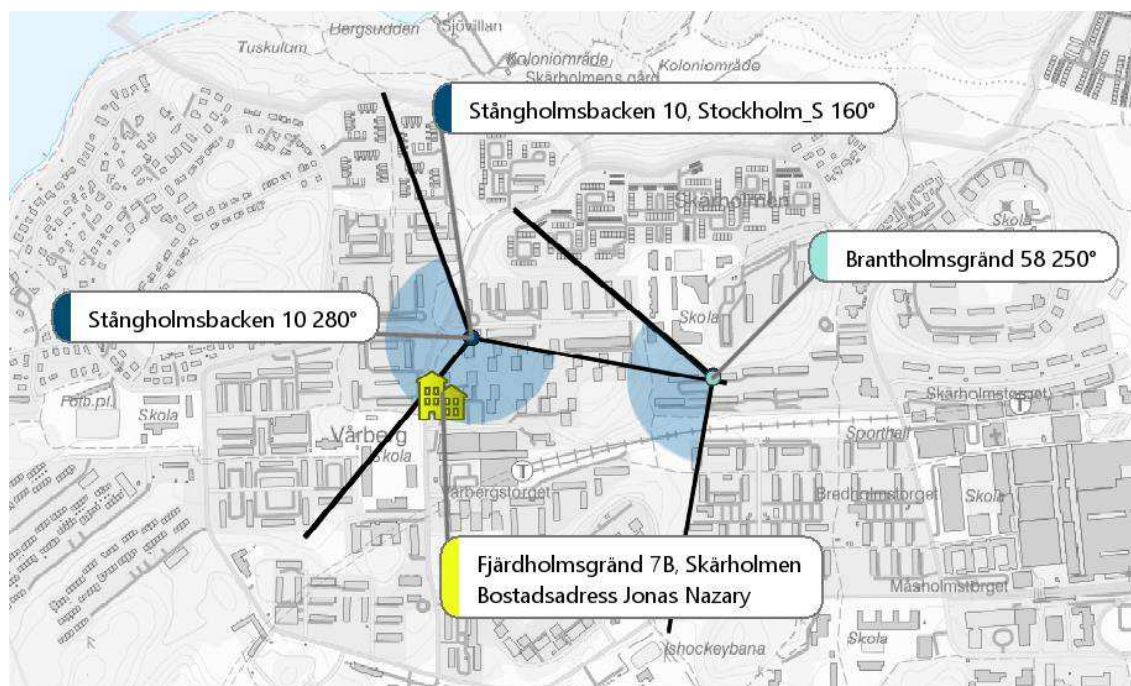 Bergsudden
Sjövillan
Tuskulum
Koloniområde
Koloniområde
Skärholmens gård
Stångholmsbacken 10, Stockholm_S 160°
Skärholmen
Skola
Brantholmsgränd 58 250°
Stångholmsbacken 10 280°
Skola
Skärholmstorget
T
Fotb.pl.
Skola
Vårberg
Skola
Sporthall
T
Vårbergstorget
Bredholmstorget
Skola
Fjärdholmsgränd 7B, Skärholmen
Bostadsadress Jonas Nazary
Måsholmstorget
Ishockeybana
Skola